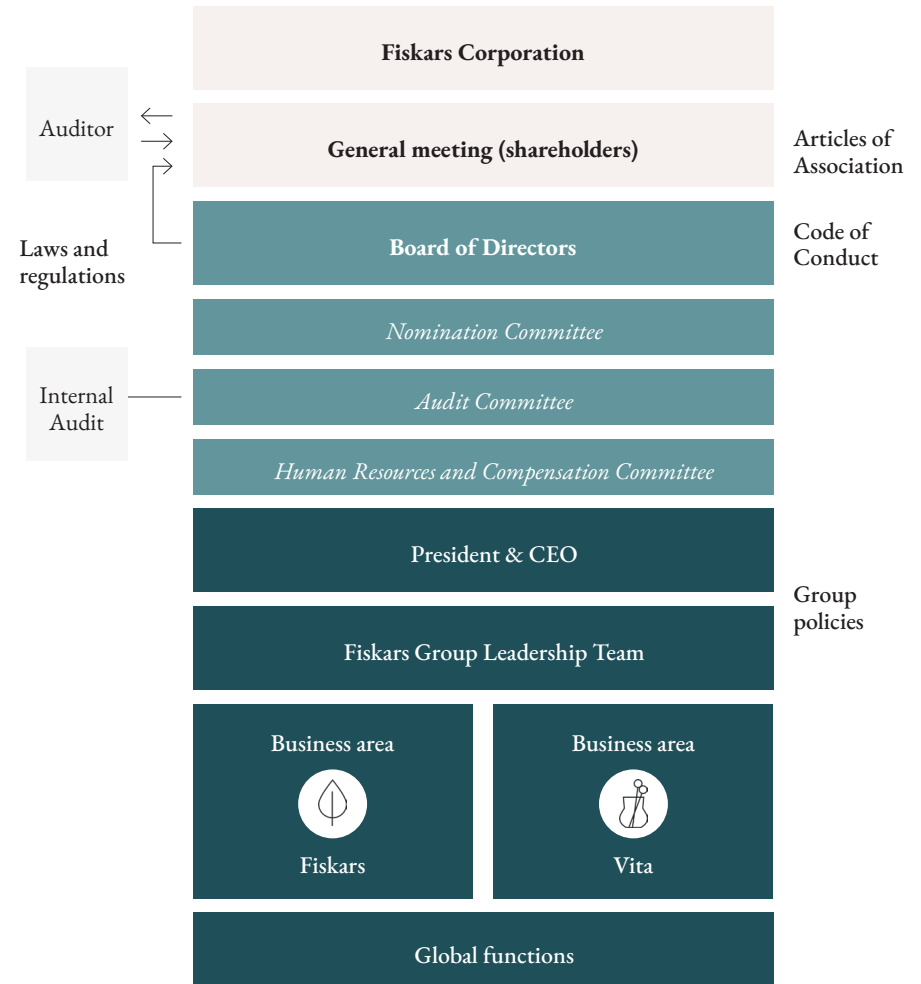 Fiskars Corporation
Auditor
General meeting (shareholders)
Articles of
Association
Laws and
regulations
Board of Directors
Code of
Conduct
Nomination Committee
Internal
Audit
Audit Committee
Human Resources and Compensation Committee
President & CEO
Group
policies
Fiskars Group Leadership Team
Business area
Fiskars
Business area
Vita
Global functions